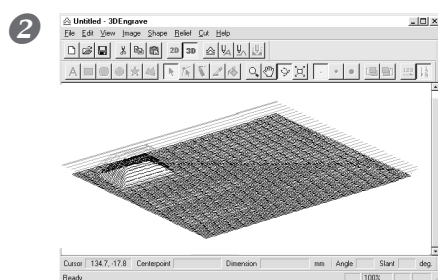 2
Untitled - 3DEngrave
File Edit View Image Shape Relief Cut Help
2D 3D
A
Cursor 134.7, -17.8 Centerpoint Dimension mm Angle Slant deg.
Ready 100%